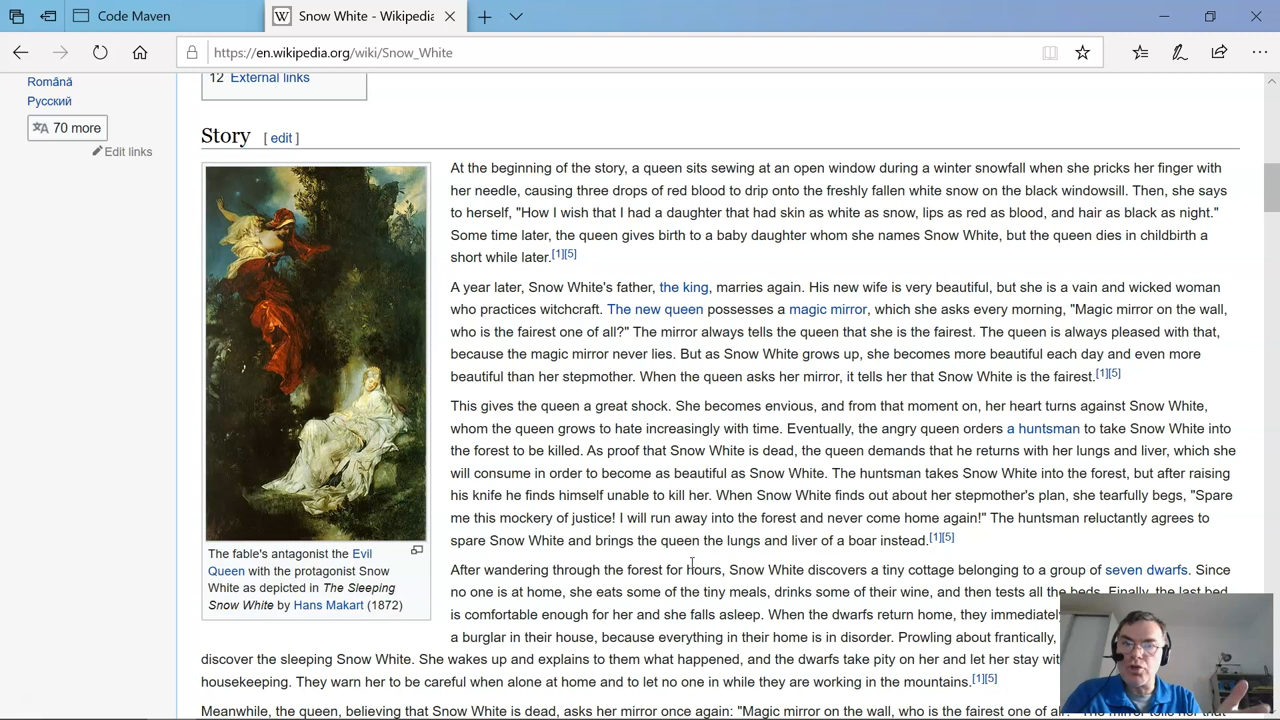 Code Maven
Snow White - Wikipedia
https://en.wikipedia.org/wiki/Snow_White
Română
Русский
70 more
Edit links
12 External links
Story [ edit ]
At the beginning of the story, a queen sits sewing at an open window during a winter snowfall when she pricks her finger with
her needle, causing three drops of red blood to drip onto the freshly fallen white snow on the black windowsill. Then, she says
to herself, "How I wish that I had a daughter that had skin as white as snow, lips as red as blood, and hair as black as night."
Some time later, the queen gives birth to a baby daughter whom she names Snow White, but the queen dies in childbirth a
short while later.[1][5]
A year later, Snow White's father, the king, marries again. His new wife is very beautiful, but she is a vain and wicked woman
who practices witchcraft. The new queen possesses a magic mirror, which she asks every morning, "Magic mirror on the wall,
who is the fairest one of all?" The mirror always tells the queen that she is the fairest. The queen is always pleased with that,
because the magic mirror never lies. But as Snow White grows up, she becomes more beautiful each day and even more
beautiful than her stepmother. When the queen asks her mirror, it tells her that Snow White is the fairest.[1][5]
This gives the queen a great shock. She becomes envious, and from that moment on, her heart turns against Snow White,
whom the queen grows to hate increasingly with time. Eventually, the angry queen orders a huntsman to take Snow White into
the forest to be killed. As proof that Snow White is dead, the queen demands that he returns with her lungs and liver, which she
will consume in order to become as beautiful as Snow White. The huntsman takes Snow White into the forest, but after raising
his knife he finds himself unable to kill her. When Snow White finds out about her stepmother's plan, she tearfully begs, "Spare
me this mockery of justice! I will run away into the forest and never come home again!" The huntsman reluctantly agrees to
spare Snow White and brings the queen the lungs and liver of a boar instead.[1][5]
The fable's antagonist the Evil
Queen with the protagonist Snow
White as depicted in The Sleeping
Snow White by Hans Makart (1872)
After wandering through the forest for hours, Snow White discovers a tiny cottage belonging to a group of seven dwarfs. Since
no one is at home, she eats some of the tiny meals, drinks some of their wine, and then tests all the beds. Finally, the last bed
is comfortable enough for her and she falls asleep. When the dwarfs return home, they immediately
a burglar in their house, because everything in their home is in disorder. Prowling about frantically,
discover the sleeping Snow White. She wakes up and explains to them what happened, and the dwarfs take pity on her and let her stay
housekeeping. They warn her to be careful when alone at home and to let no one in while they are working in the mountains.[1][5]
Meanwhile, the queen, believing that Snow White is dead, asks her mirror once again: "Magic mirror on the wall, who is the fairest one of all?" The mirror tells her that